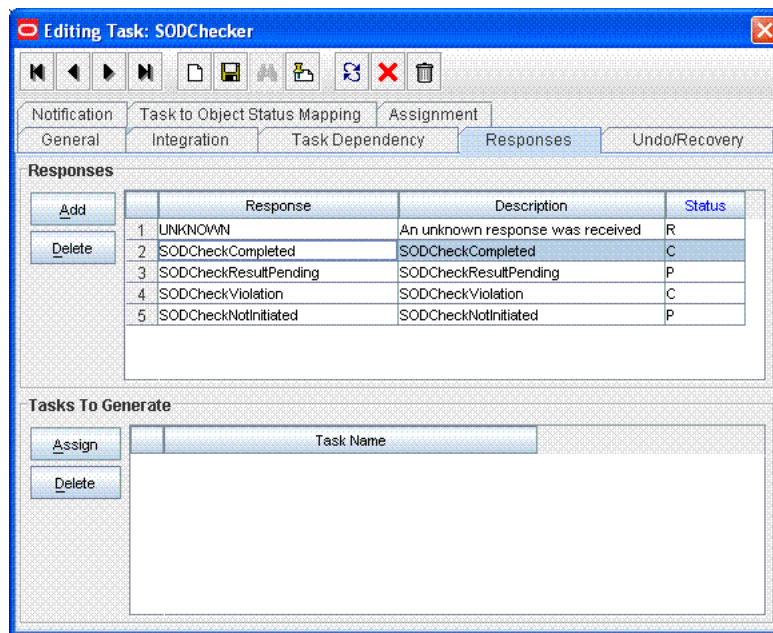 Editing Task: SODChecker
Notification Task to Object Status Mapping Assignment
General Integration Task Dependency Responses Undo/Recovery
Responses
Add
Delete
Response Description Status
1 UNKNOWN An unknown response was received R
2 SODCheckCompleted SODCheckCompleted C
3 SODCheckResultPending SODCheckResultPending P
4 SODCheckViolation SODCheckViolation C
5 SODCheckNotInitiated SODCheckNotInitiated P
Tasks To Generate
Assign
Delete
Task Name